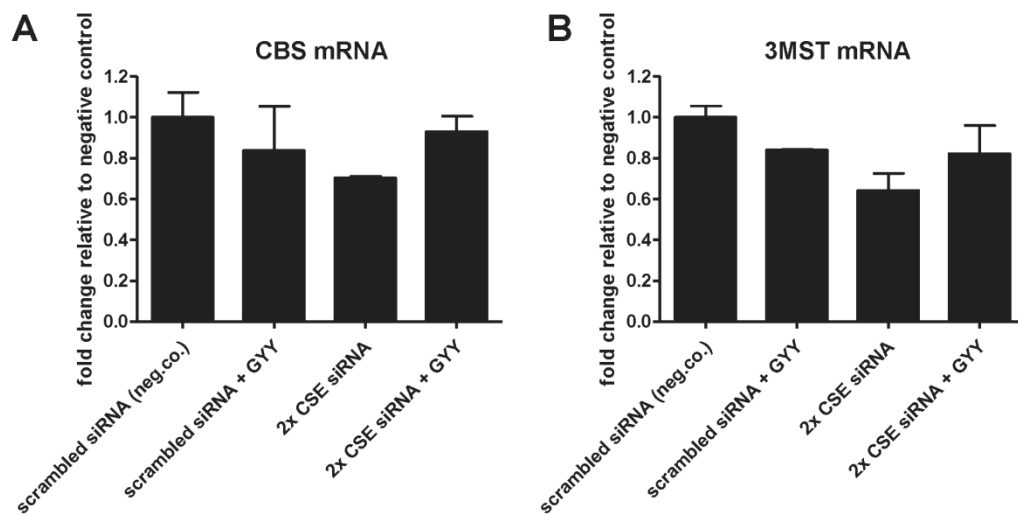 A
CBS mRNA
fold change relative to negative control
1.2
1.0
0.8
0.6
0.4
0.2
0.0
scrambled siRNA (neg.co.)
scrambled siRNA + GYY
2x CSE siRNA
2x CSE siRNA + GYY
B
3MST mRNA
fold change relative to negative control
1.2
1.0
0.8
0.6
0.4
0.2
0.0
scrambled siRNA (neg.co.)
scrambled siRNA + GYY
2x CSE siRNA
2x CSE siRNA + GYY